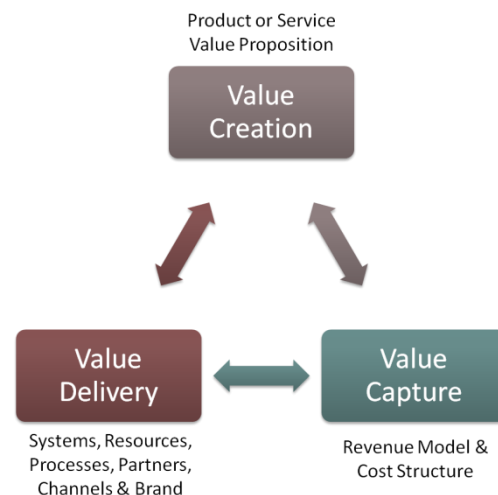 Product or Service
Value Proposition
Value
Creation
Value
Delivery
Systems, Resources,
Processes, Partners,
Channels & Brand
Value
Capture
Revenue Model &
Cost Structure